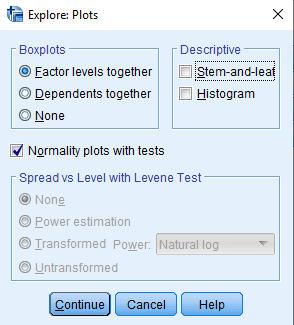 Explore: Plots
Boxplots
Factor levels together
Dependents together
None
Descriptive
Stem-and-leaf
Histogram
Normality plots with tests
Spread vs Level with Levene Test
None
Power estimation
Transformed Power: Natural log
Untransformed
Continue Cancel Help